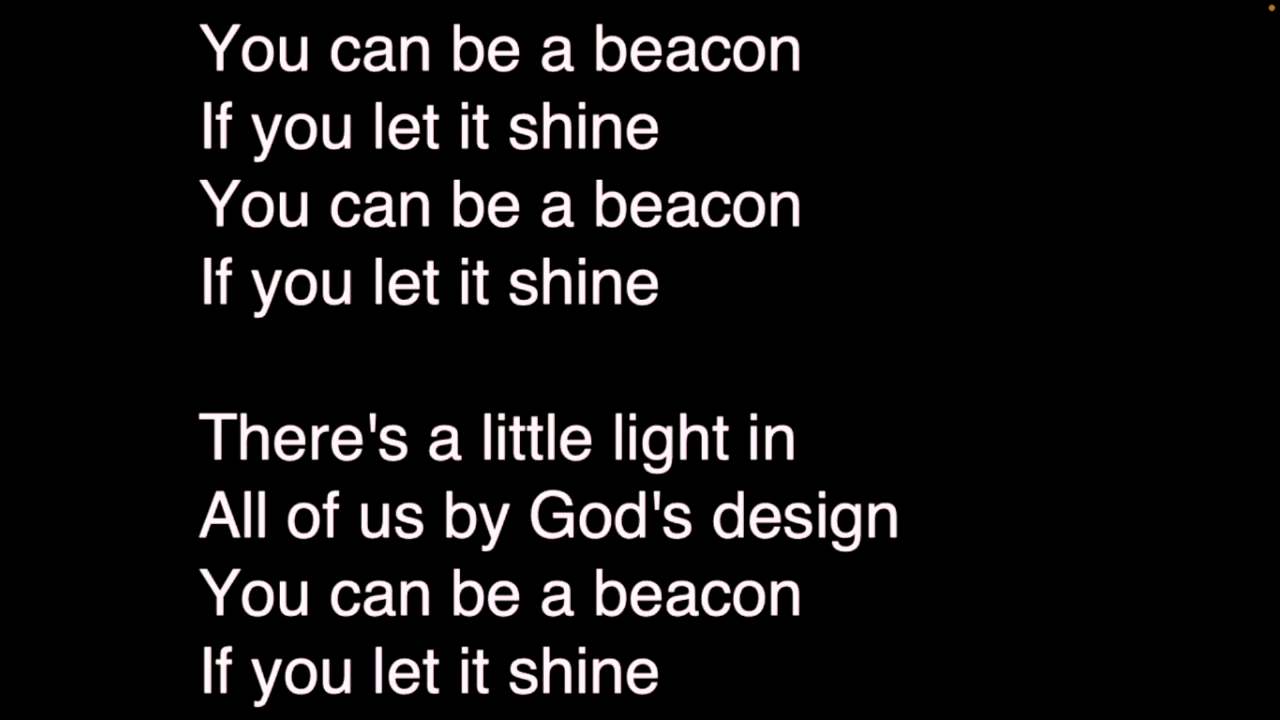 You can be a beacon
If you let it shine
You can be a beacon
If you let it shine
There's a little light in
All of us by God's design
You can be a beacon
If you let it shine